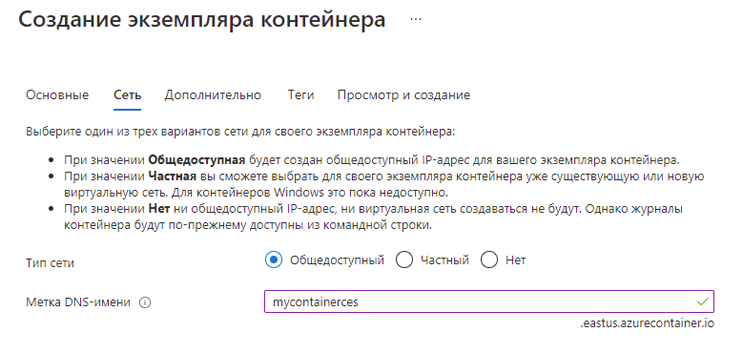 Создание экземпляра контейнера ...
Основные Сеть Дополнительно Теги Просмотр и создание
Выберите один из трех вариантов сети для своего экземпляра контейнера:
• При значении Общедоступная будет создан общедоступный IP-адрес для вашего экземпляра контейнера.
• При значении Частная вы сможете выбрать для своего экземпляра контейнера уже существующую или новую
виртуальную сеть. Для контейнеров Windows это пока недоступно.
• При значении Нет ни общедоступный IP-адрес, ни виртуальная сеть создаваться не будут. Однако журналы
контейнера будут по-прежнему доступны из командной строки.
Тип сети Общедоступный Частный Нет
Метка DNS-имени mycontainerces
.eastus.azurecontainer.io